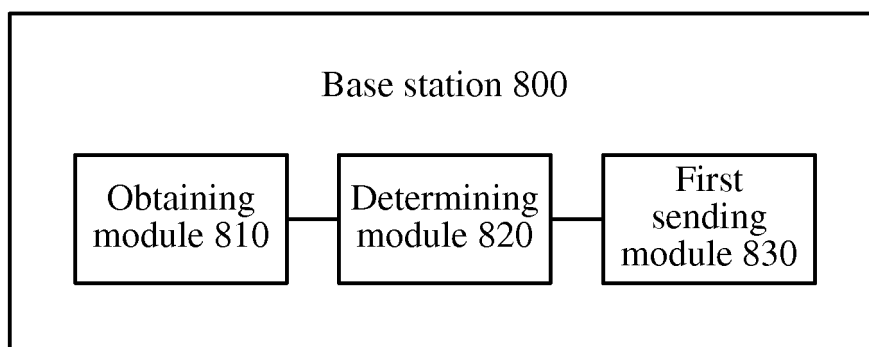 Base station 800
Obtaining
module 810
Determining
module 820
First
sending
module 830